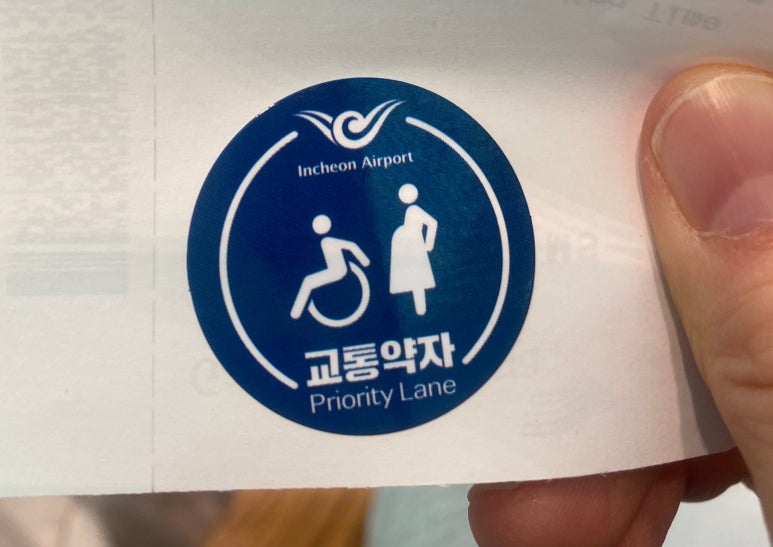 Incheon Airport
교통약자
Priority Lane